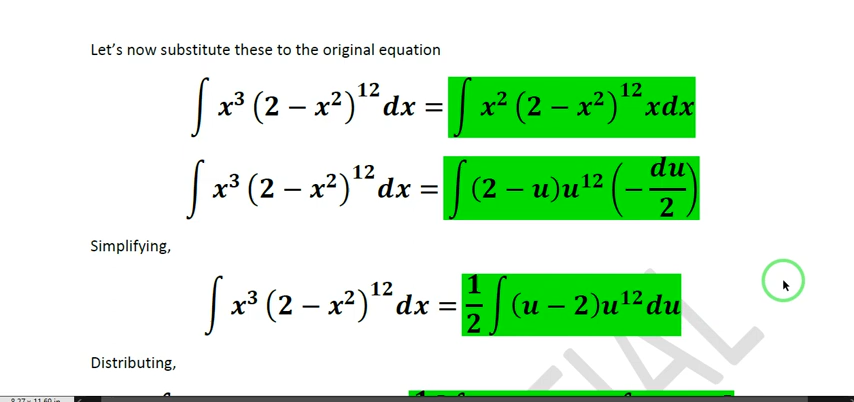 Let's now substitute these to the original equation
∫ x³ (2 − x²)¹² dx = ∫ x² (2 − x²)¹² xdx
∫ x³ (2 − x²)¹² dx = ∫ (2 − u)u¹² (− du/2)
Simplifying,
∫ x³ (2 − x²)¹² dx = 1/2 ∫ (u − 2)u¹² du
Distributing,